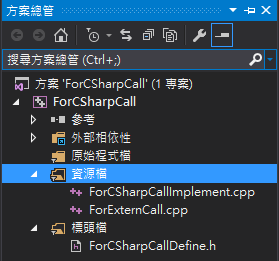 方案總管
搜尋方案總管 (Ctrl+;)
方案 'ForCSharpCall' (1 專案)
ForCSharpCall
參考
外部相依性
原始程式檔
資源檔
ForCSharpCallImplement.cpp
ForExternCall.cpp
標頭檔
ForCSharpCallDefine.h